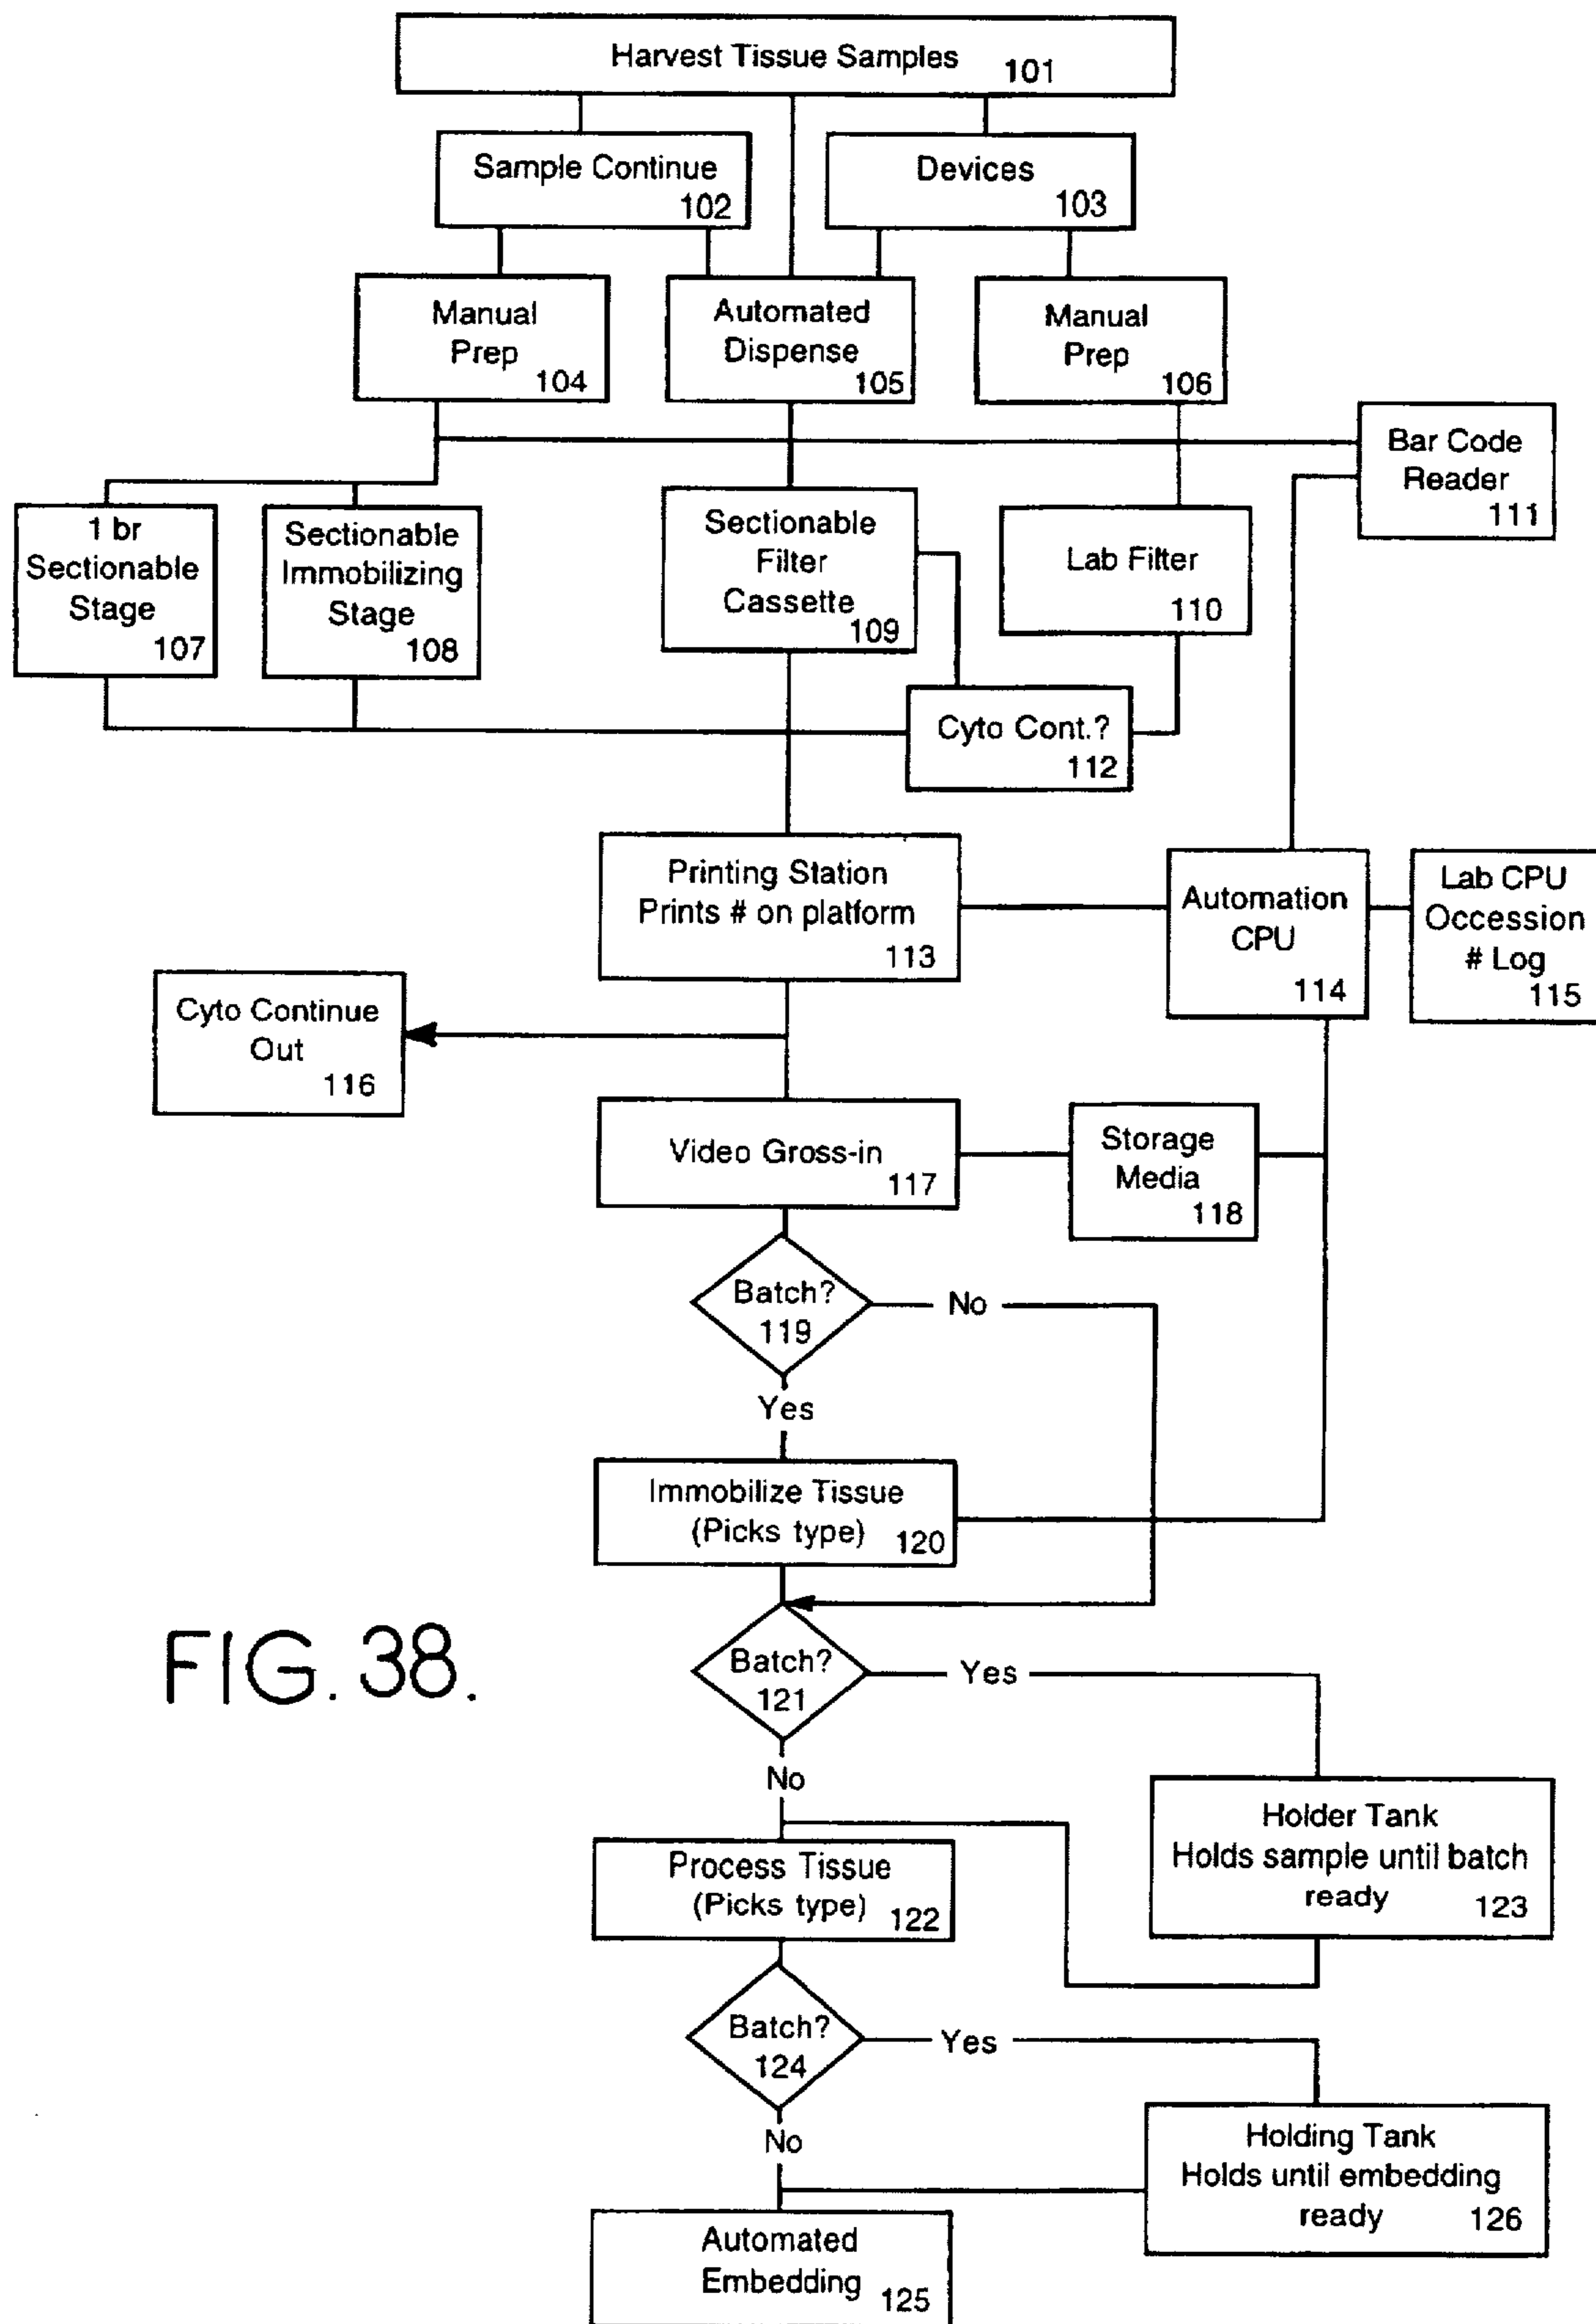 Harvest Tissue Samples 101
Sample Continue
102
Devices
103
Manual
Prep
104
Automated
Dispense
105
Manual
Prep
106
Bar Code
Reader
111
1 br
Sectionable
Stage
107
Sectionable
Immobilizing
Stage
108
Sectionable
Filter
Cassette
109
Lab Filter
110
Cyto Cont.?
112
Printing Station
Prints # on platform
113
Automation
CPU
114
Lab CPU
Occession
# Log
115
Cyto Continue
Out
116
Video Gross-in
117
Storage
Media
118
Batch?
119
No
Yes
Immobilize Tissue
(Picks type) 120
FIG. 38.
Batch?
121
Yes
No
Holder Tank
Holds sample until batch
ready 123
Process Tissue
(Picks type) 122
Batch?
124
Yes
No
Holding Tank
Holds until embedding
ready 126
Automated
Embedding 125